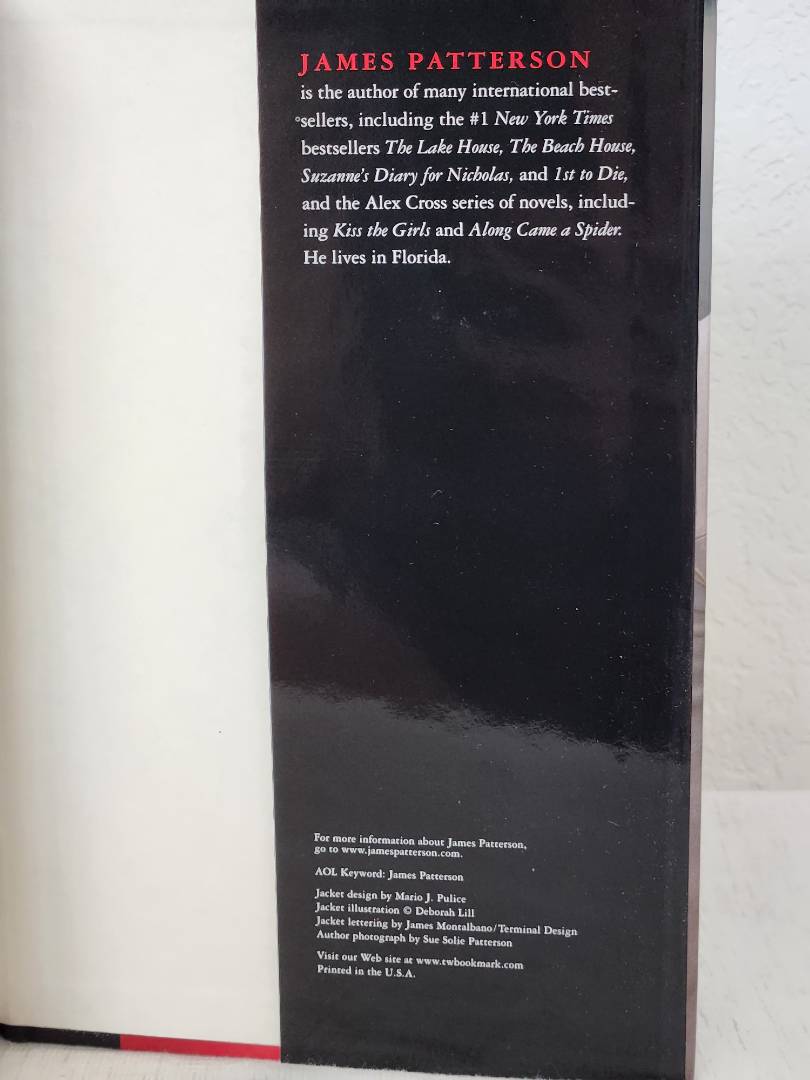 JAMES PATTERSON
is the author of many international best-
sellers, including the #1 New York Times
bestsellers The Lake House, The Beach House,
Suzanne's Diary for Nicholas, and 1st to Die,
and the Alex Cross series of novels, includ-
ing Kiss the Girls and Along Came a Spider.
He lives in Florida.
For more information about James Patterson,
go to www.jamespatterson.com.
AOL Keyword: James Patterson
Jacket design by Mario J. Pulice
Jacket illustration © Deborah Lill
Jacket lettering by James Montalbano/Terminal Design
Author photograph by Sue Solie Patterson
Visit our Web site at www.twbookmark.com
Printed in the U.S.A.